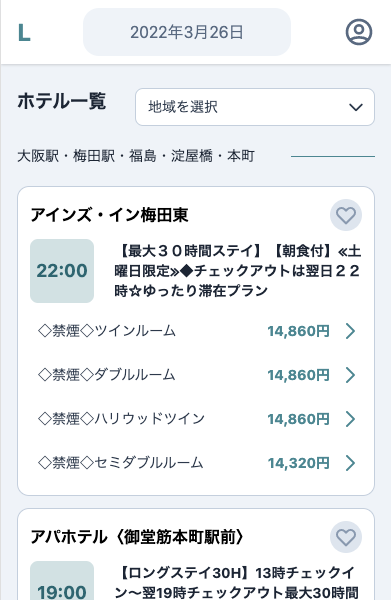 L
2022年3月26日
ホテル一覧
地域を選択
大阪駅・梅田駅・福島・淀屋橋・本町
アインズ・イン梅田東
22:00
【最大３０時間ステイ】【朝食付】≪土
曜日限定≫◆チェックアウトは翌日２２
時☆ゆったり滞在プラン
◇禁煙◇ツインルーム 14,860円
◇禁煙◇ダブルルーム 14,860円
◇禁煙◇ハリウッドツイン 14,860円
◇禁煙◇セミダブルルーム 14,320円
アパホテル〈御堂筋本町駅前〉
19:00
【ロングステイ30H】13時チェックイ
ン〜翌19時チェックアウト最大30時間